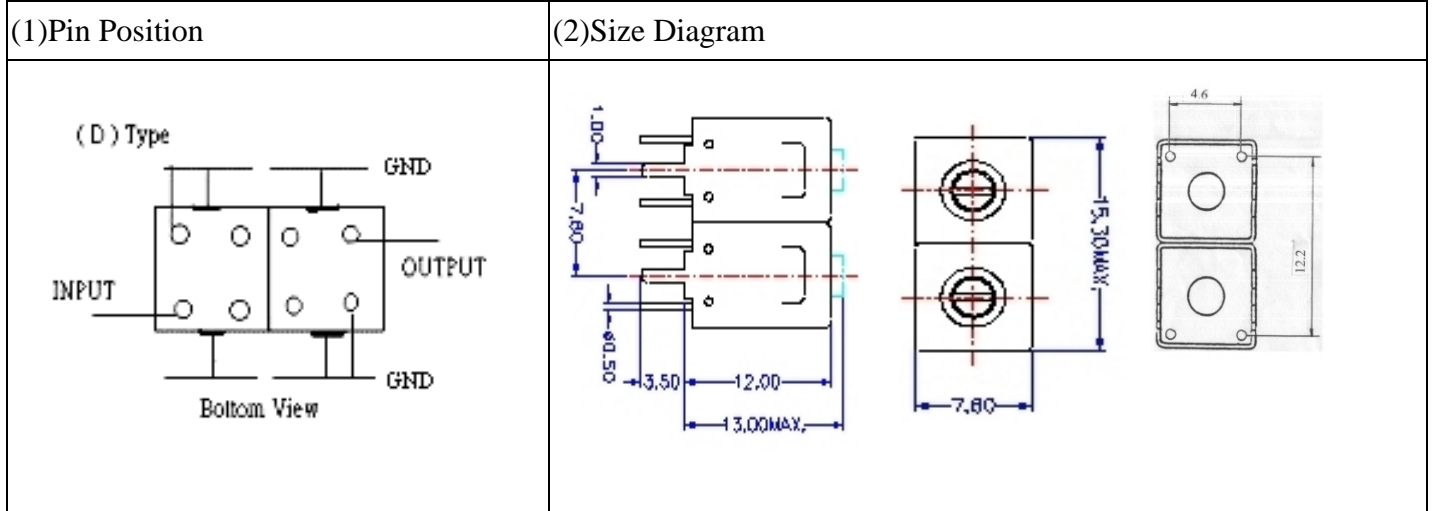 (1)Pin Position
(2)Size Diagram
( D ) Type
GND
OUTPUT
INPUT
GND
Bottom View
1,00
7,60
ø0,50
3,50
12,00
13,00MAX,
15,30MAX,
7,60
4.6
12.2